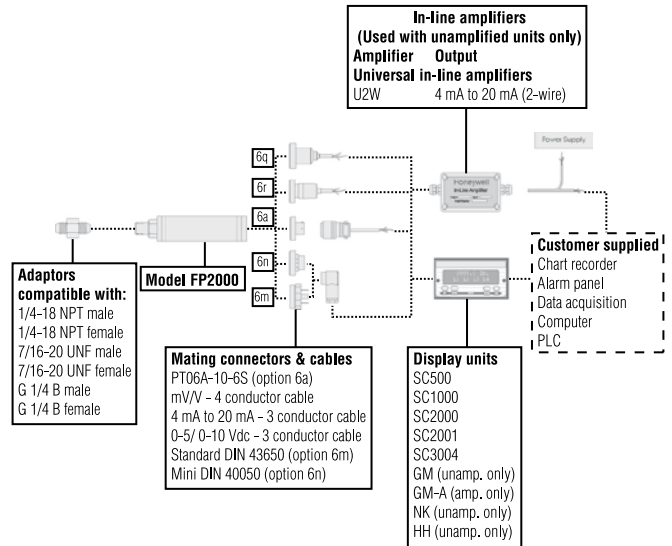 In-line amplifiers
(Used with unamplified units only)
Amplifier Output
Universal in-line amplifiers
U2W 4 mA to 20 mA (2-wire)
Power Supply
6q
6r
6a
6n
6m
Honeywell
In-Line Amplifier
Model FP2000
Adaptors
compatible with:
1/4-18 NPT male
1/4-18 NPT female
7/16-20 UNF male
7/16-20 UNF female
G 1/4 B male
G 1/4 B female
Mating connectors & cables
PT06A-10-6S (option 6a)
mV/V - 4 conductor cable
4 mA to 20 mA - 3 conductor cable
0-5/ 0-10 Vdc - 3 conductor cable
Standard DIN 43650 (option 6m)
Mini DIN 40050 (option 6n)
Display units
SC500
SC1000
SC2000
SC2001
SC3004
GM (unamp. only)
GM-A (amp. only)
NK (unamp. only)
HH (unamp. only)
Customer supplied
Chart recorder
Alarm panel
Data acquisition
Computer
PLC